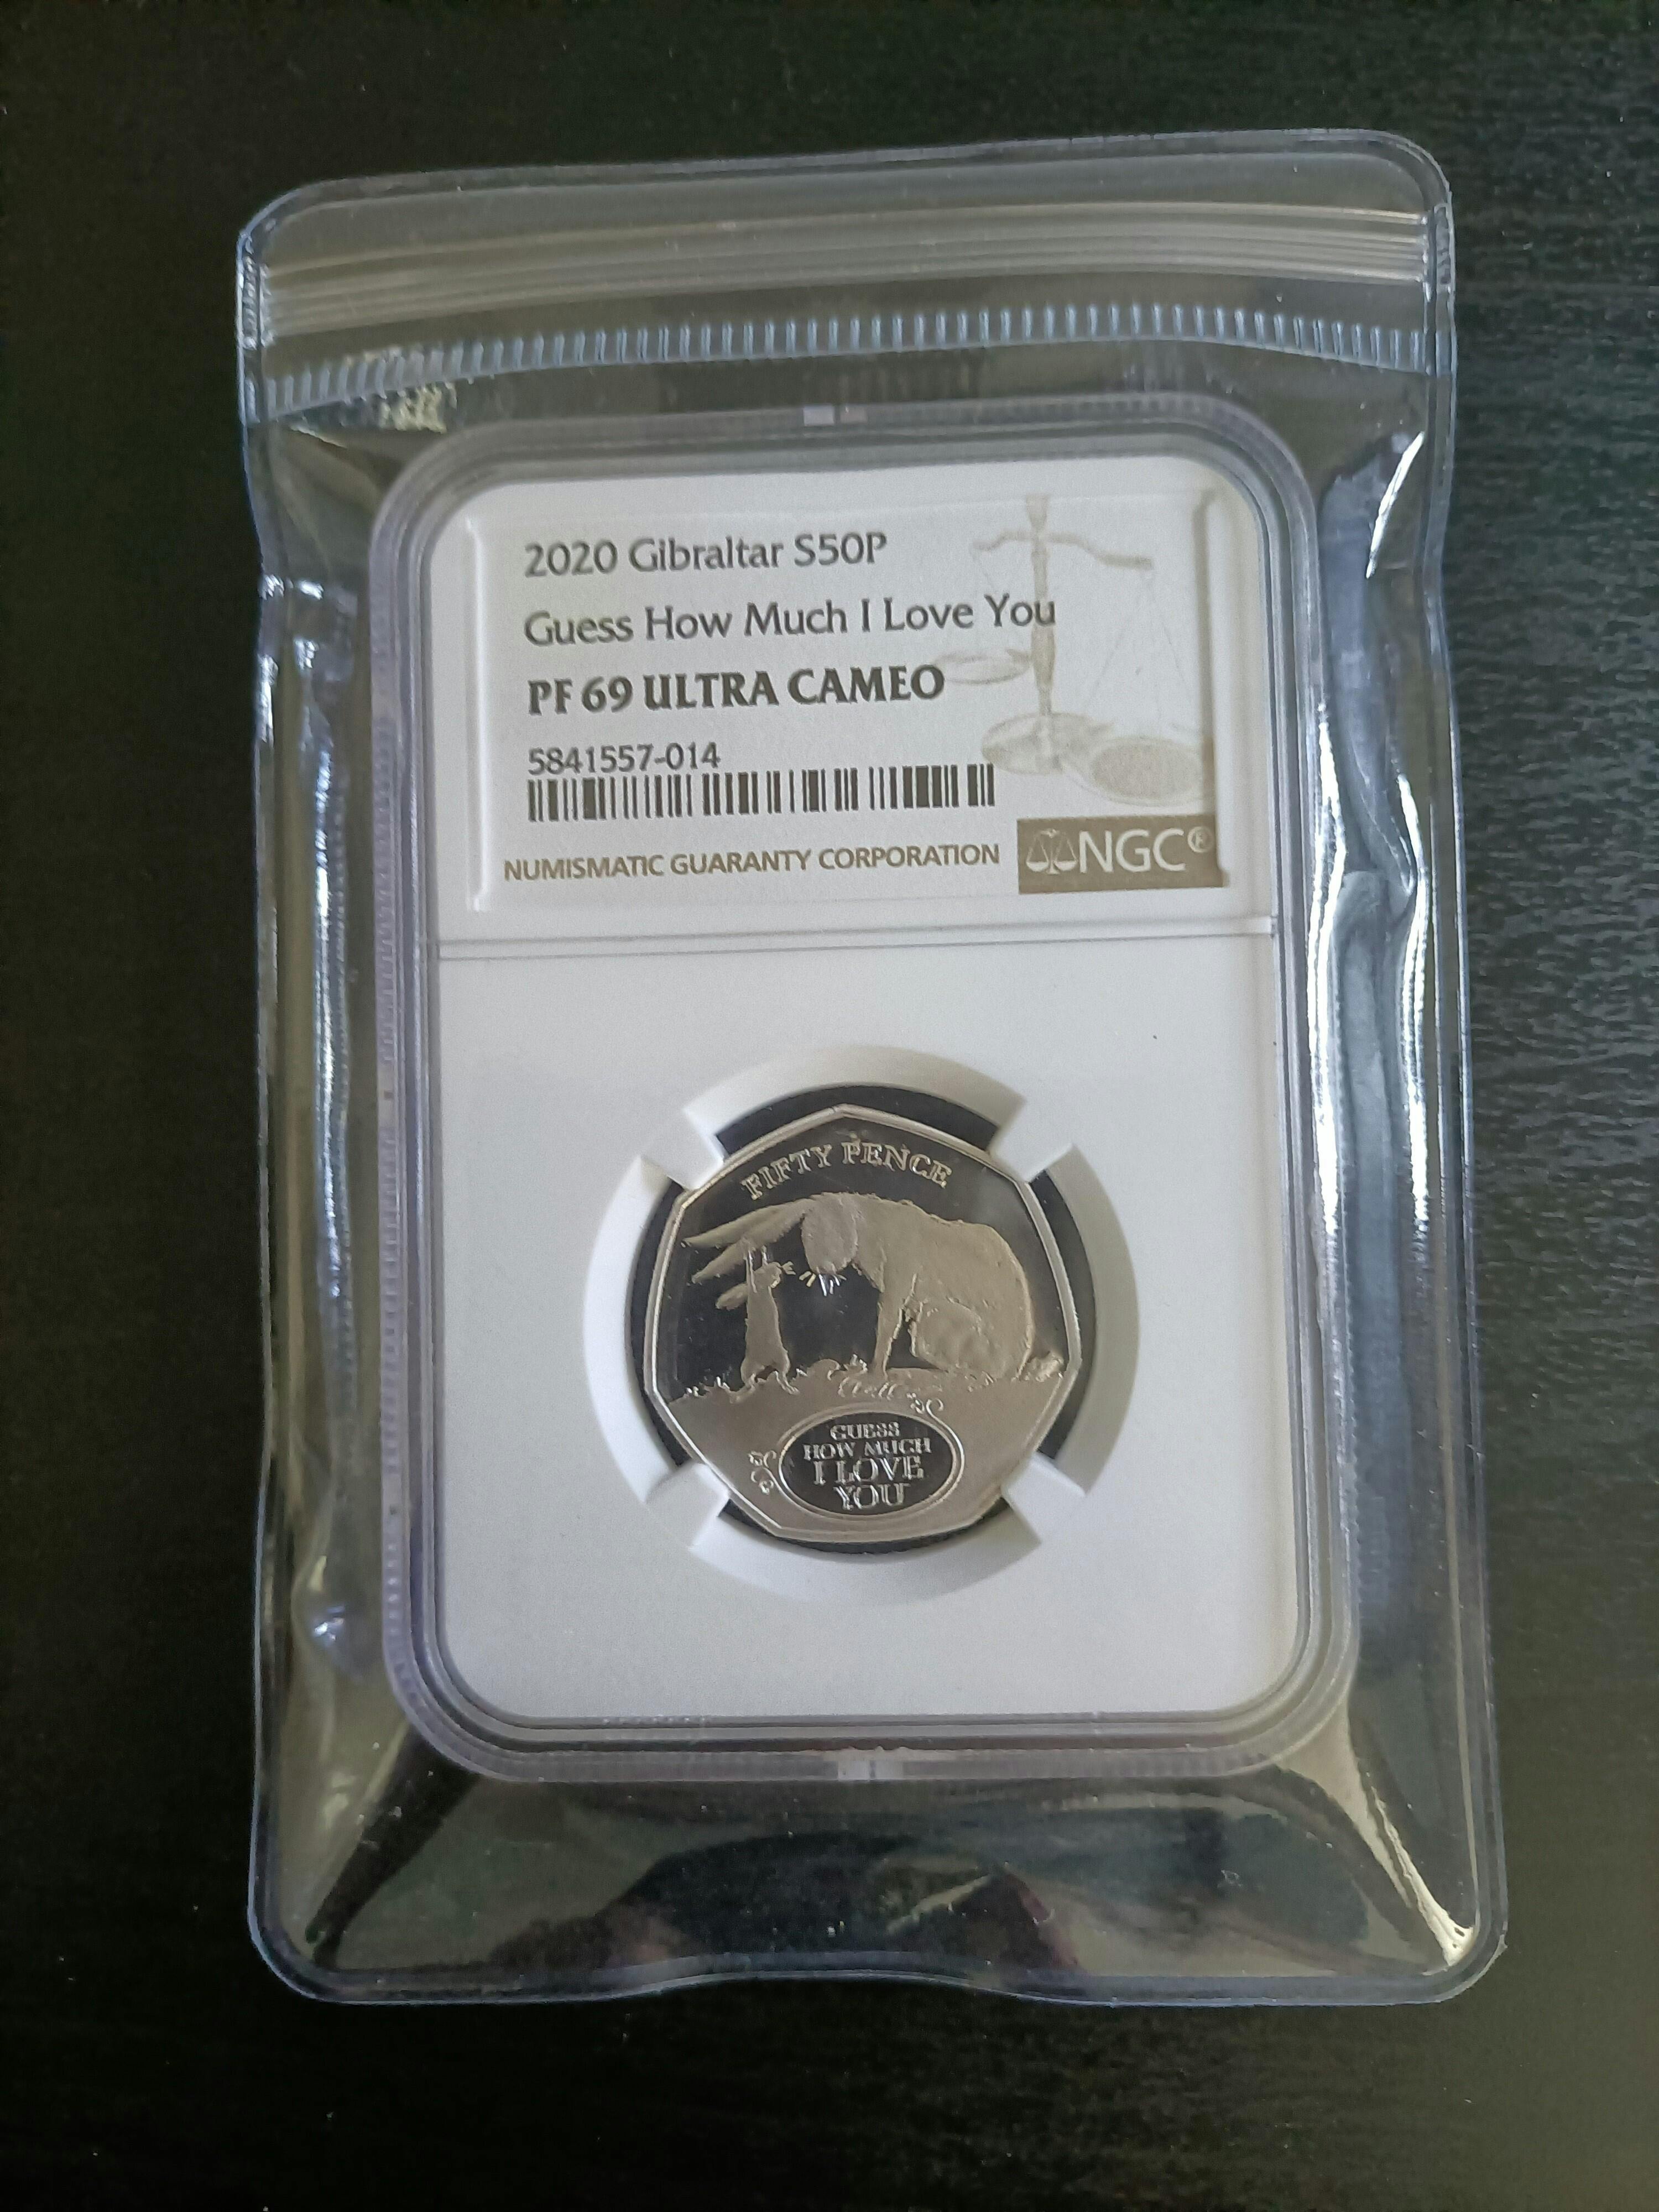 2020 Gibraltar S50P
Guess How Much I Love You
PF 69 ULTRA CAMEO
5841557-014
NUMISMATIC GUARANTY CORPORATION
NGC®
FIFTY PENCE
GUESS
HOW MUCH
I LOVE
YOU